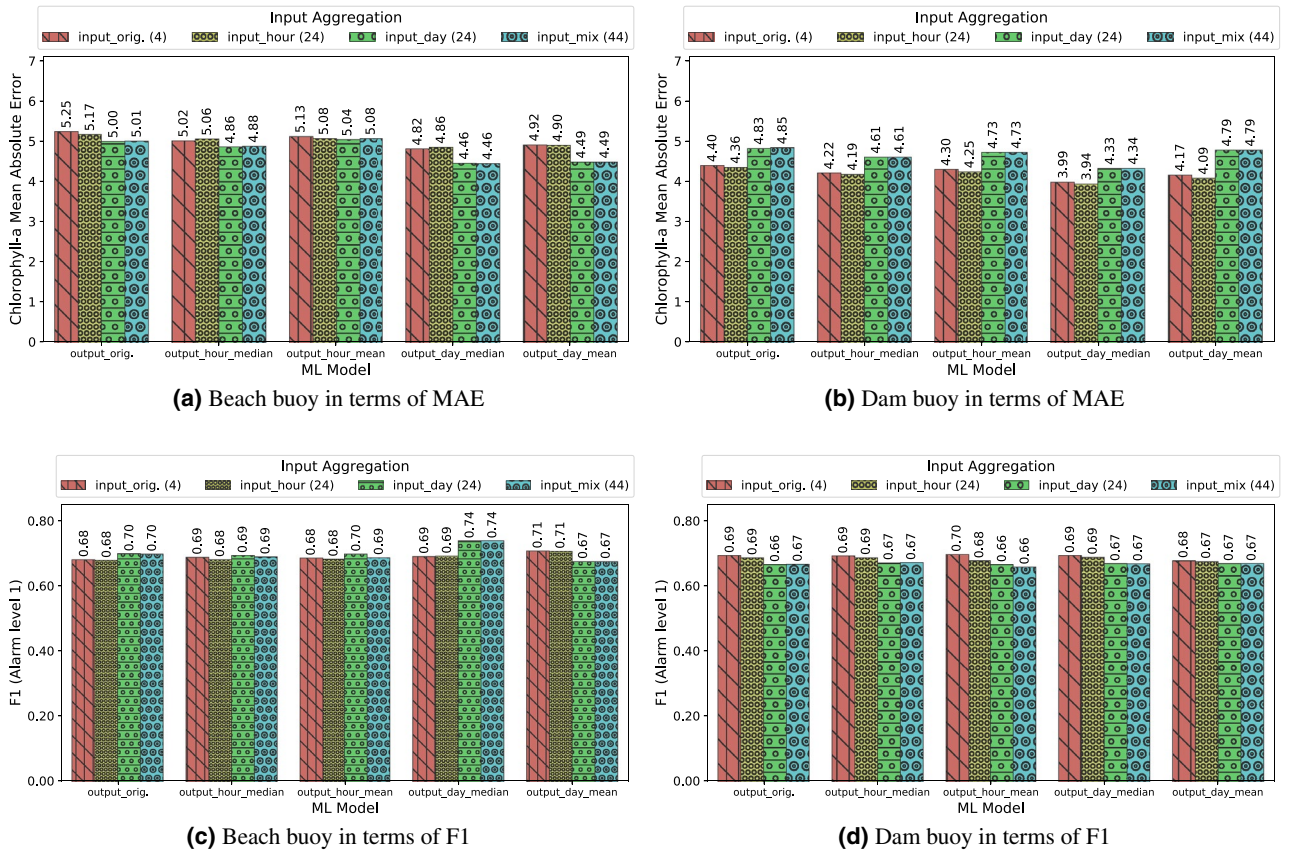 Input Aggregation
input_orig. (4) input_hour (24) input_day (24) input_mix (44)
Chlorophyll-a Mean Absolute Error
7
6
5
4
3
2
1
0
5.25 5.17 5.00 5.01
5.02 5.06 4.86 4.88
5.13 5.08 5.04 5.08
4.82 4.86 4.46 4.46
4.92 4.90 4.49 4.49
output_orig. output_hour_median output_hour_mean output_day_median output_day_mean
ML Model
(a) Beach buoy in terms of MAE
Input Aggregation
input_orig. (4) input_hour (24) input_day (24) input_mix (44)
Chlorophyll-a Mean Absolute Error
7
6
5
4
3
2
1
0
4.40 4.36 4.83 4.85
4.22 4.19 4.61 4.61
4.30 4.25 4.73 4.73
3.99 3.94 4.33 4.34
4.17 4.09 4.79 4.79
output_orig. output_hour_median output_hour_mean output_day_median output_day_mean
ML Model
(b) Dam buoy in terms of MAE
Input Aggregation
input_orig. (4) input_hour (24) input_day (24) input_mix (44)
F1 (Alarm level 1)
0.80
0.60
0.40
0.20
0.00
0.68 0.68 0.70 0.70
0.69 0.68 0.69 0.69
0.68 0.68 0.70 0.69
0.69 0.69 0.74 0.74
0.71 0.71 0.67 0.67
output_orig. output_hour_median output_hour_mean output_day_median output_day_mean
ML Model
(c) Beach buoy in terms of F1
Input Aggregation
input_orig. (4) input_hour (24) input_day (24) input_mix (44)
F1 (Alarm level 1)
0.80
0.60
0.40
0.20
0.00
0.69 0.69 0.66 0.67
0.69 0.69 0.67 0.67
0.70 0.68 0.66 0.66
0.69 0.69 0.67 0.67
0.68 0.67 0.67 0.67
output_orig. output_hour_median output_hour_mean output_day_median output_day_mean
ML Model
(d) Dam buoy in terms of F1